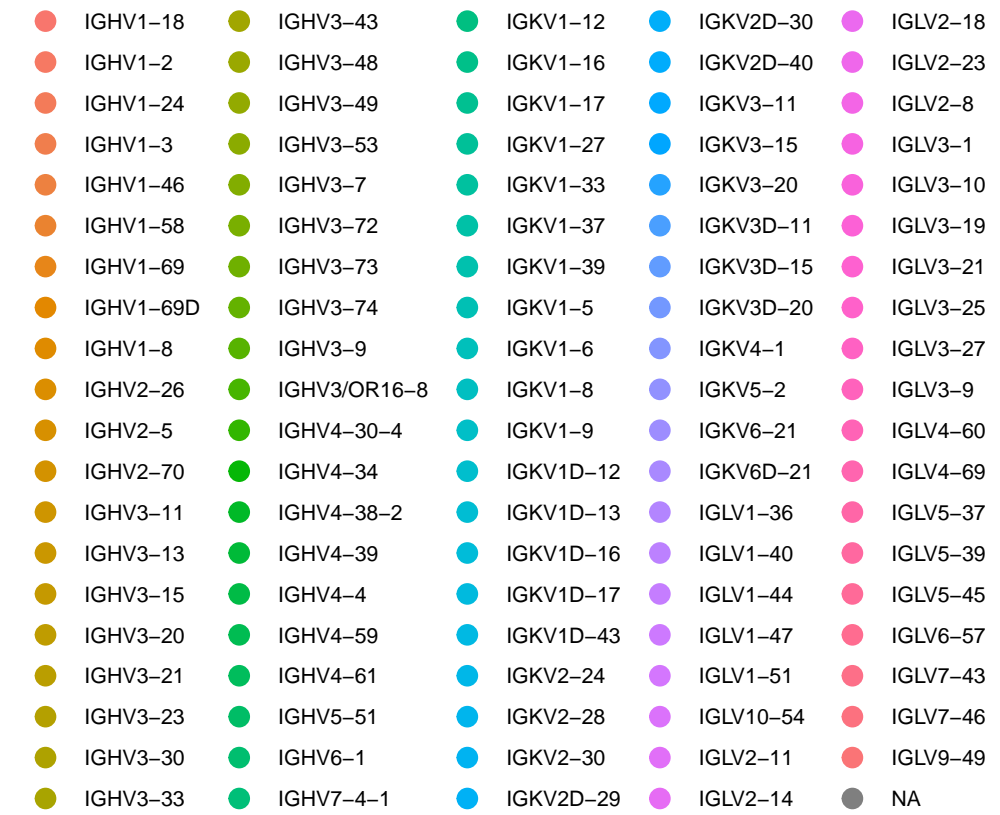 IGHV1−18
IGHV1−2
IGHV1−24
IGHV1−3
IGHV1−46
IGHV1−58
IGHV1−69
IGHV1−69D
IGHV1−8
IGHV2−26
IGHV2−5
IGHV2−70
IGHV3−11
IGHV3−13
IGHV3−15
IGHV3−20
IGHV3−21
IGHV3−23
IGHV3−30
IGHV3−33
IGHV3−43
IGHV3−48
IGHV3−49
IGHV3−53
IGHV3−7
IGHV3−72
IGHV3−73
IGHV3−74
IGHV3−9
IGHV3/OR16−8
IGHV4−30−4
IGHV4−34
IGHV4−38−2
IGHV4−39
IGHV4−4
IGHV4−59
IGHV4−61
IGHV5−51
IGHV6−1
IGHV7−4−1
IGKV1−12
IGKV1−16
IGKV1−17
IGKV1−27
IGKV1−33
IGKV1−37
IGKV1−39
IGKV1−5
IGKV1−6
IGKV1−8
IGKV1−9
IGKV1D−12
IGKV1D−13
IGKV1D−16
IGKV1D−17
IGKV1D−43
IGKV2−24
IGKV2−28
IGKV2−30
IGKV2D−29
IGKV2D−30
IGKV2D−40
IGKV3−11
IGKV3−15
IGKV3−20
IGKV3D−11
IGKV3D−15
IGKV3D−20
IGKV4−1
IGKV5−2
IGKV6−21
IGKV6D−21
IGLV1−36
IGLV1−40
IGLV1−44
IGLV1−47
IGLV1−51
IGLV10−54
IGLV2−11
IGLV2−14
IGLV2−18
IGLV2−23
IGLV2−8
IGLV3−1
IGLV3−10
IGLV3−19
IGLV3−21
IGLV3−25
IGLV3−27
IGLV3−9
IGLV4−60
IGLV4−69
IGLV5−37
IGLV5−39
IGLV5−45
IGLV6−57
IGLV7−43
IGLV7−46
IGLV9−49
NA